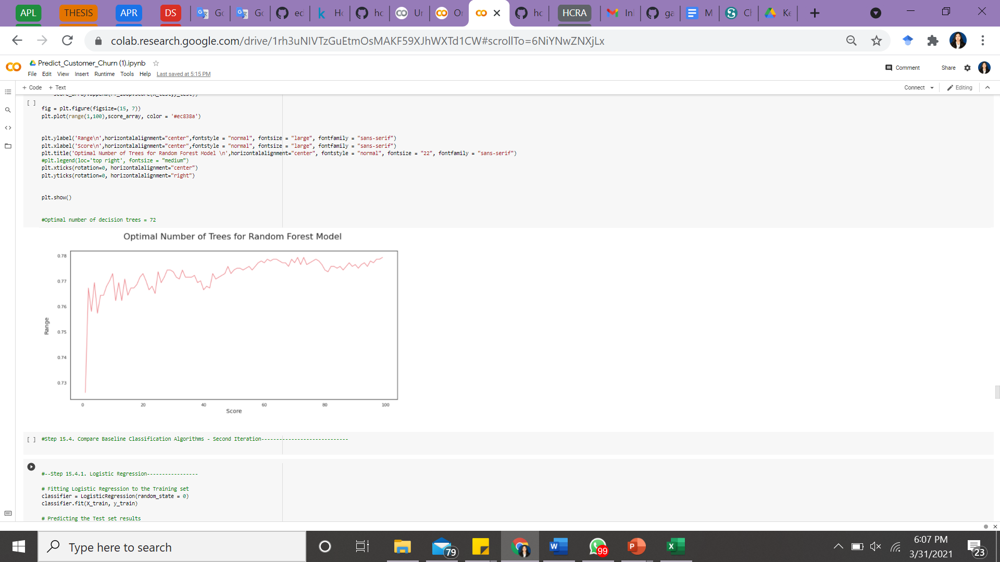 APL THESIS APR DS Gc Gc ec Hc hc Ur Or hc HCRA In ga M Cl Ke
colab.research.google.com/drive/1rh3uNIVTzGuEtmOsMAKF59XJhWXTd1CW#scrollTo=6NiYNwZNXjLx
Predict_Customer_Churn (1).ipynb
File Edit View Insert Runtime Tools Help Last saved at 5:15 PM
Comment Share
+ Code + Text
Connect Editing
[ ]
fig = plt.figure(figsize=(15, 7))
plt.plot(range(1,100),score_array, color = '#ec838a')
plt.ylabel('Range\n',horizontalalignment="center",fontstyle = "normal", fontsize = "large", fontfamily = "sans-serif")
plt.xlabel('Score\n',horizontalalignment="center",fontstyle = "normal", fontsize = "large", fontfamily = "sans-serif")
plt.title('Optimal Number of Trees for Random Forest Model \n',horizontalalignment="center", fontstyle = "normal", fontsize = "22", fontfamily = "sans-serif")
#plt.legend(loc='top right', fontsize = "medium")
plt.xticks(rotation=0, horizontalalignment="center")
plt.yticks(rotation=0, horizontalalignment="right")
plt.show()
#Optimal number of decision trees = 72
Optimal Number of Trees for Random Forest Model
0.78
0.77
0.76
0.75
0.74
0.73
Range
0 20 40 60 80 100
Score
[ ] #Step 15.4. Compare Baseline Classification Algorithms - Second Iteration-----------------------------
#--Step 15.4.1. Logistic Regression-----------------
# Fitting Logistic Regression to the Training set
classifier = LogisticRegression(random_state = 0)
classifier.fit(X_train, y_train)
# Predicting the Test set results
Type here to search
79
99
6:07 PM
3/31/2021
23